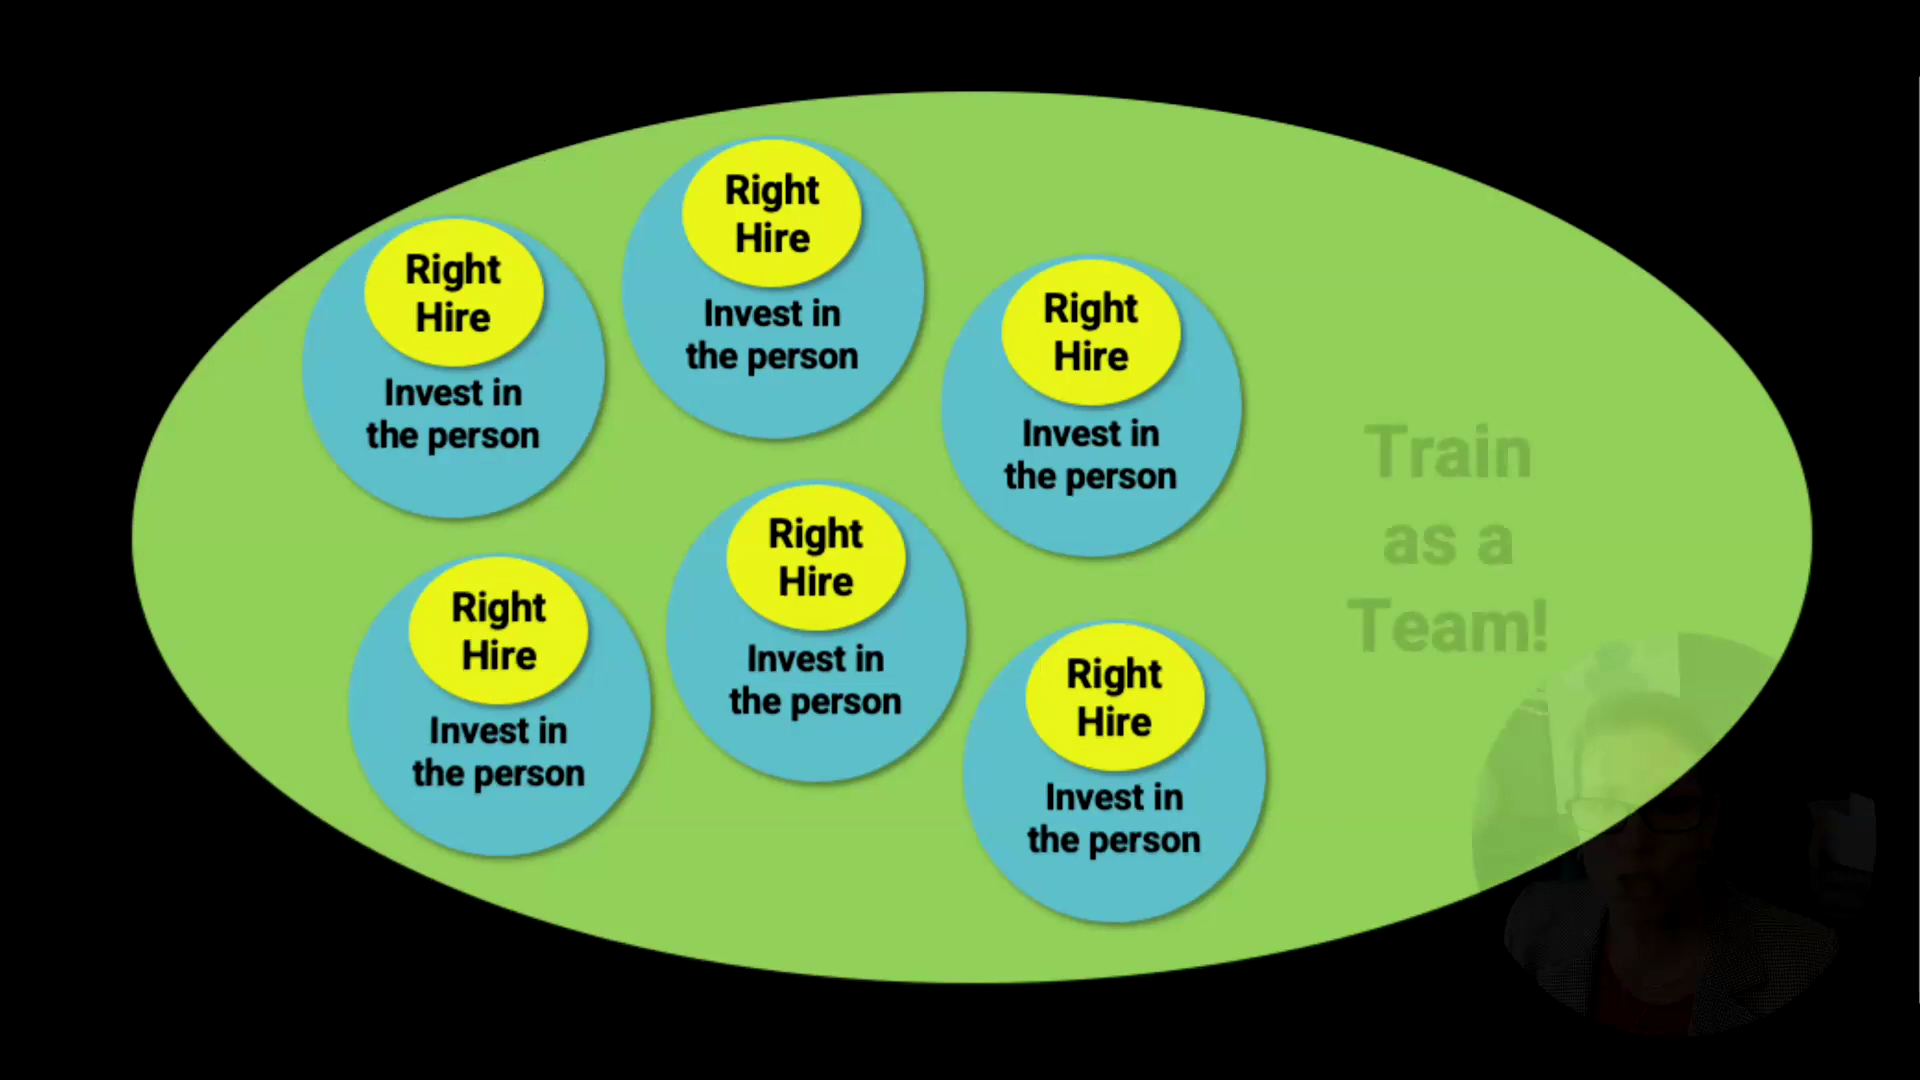 Right
Hire
Invest in
the person
Right
Hire
Invest in
the person
Right
Hire
Invest in
the person
Right
Hire
Invest in
the person
Right
Hire
Invest in
the person
Right
Hire
Invest in
the person
Train
as a
Team!